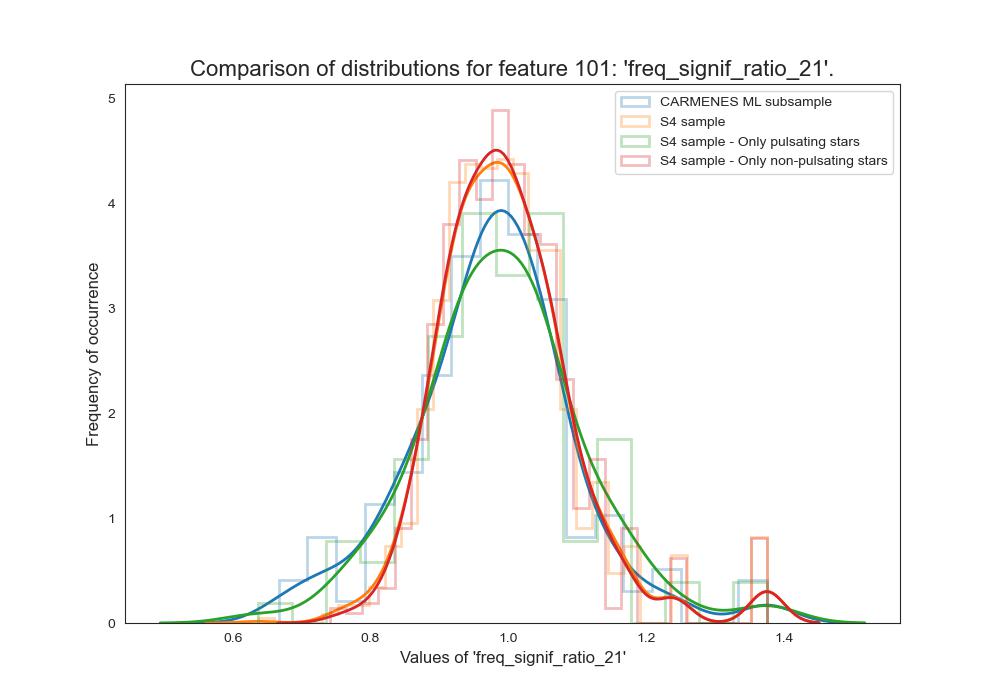 Comparison of distributions for feature 101: 'freq_signif_ratio_21'.
CARMENES ML subsample
S4 sample
S4 sample - Only pulsating stars
S4 sample - Only non-pulsating stars
Frequency of occurrence
5
4
3
2
1
0
0.6 0.8 1.0 1.2 1.4
Values of 'freq_signif_ratio_21'